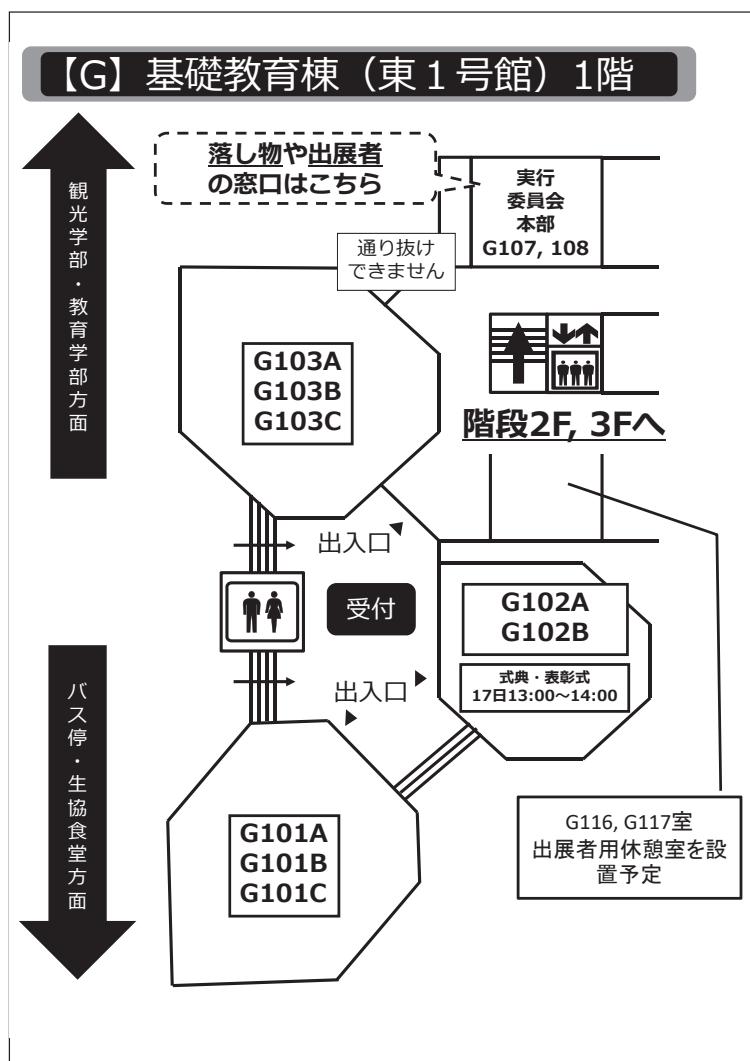 【G】基礎教育棟（東１号館）1階
落し物や出展者
の窓口はこちら
実行
委員会
本部
G107, 108
観光学部・教育学部方面
通り抜け
できません
G103A
G103B
G103C
階段2F, 3Fへ
出入口
受付
G102A
G102B
式典・表彰式
17日13:00～14:00
出入口
バス停・生協食堂方面
G101A
G101B
G101C
G116, G117室
出展者用休憩室を設
置予定